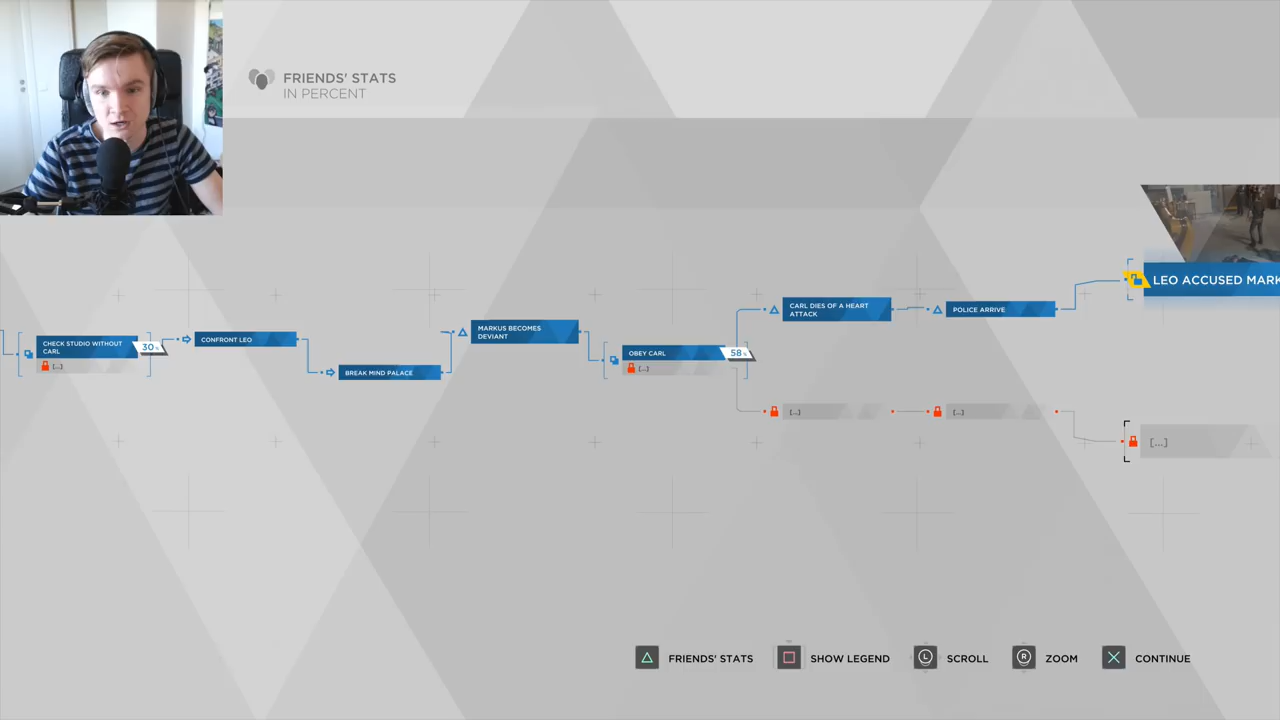 FRIENDS' STATS
IN PERCENT
LEO ACCUSED MARK
CARL DIES OF A HEART
ATTACK
POLICE ARRIVE
MARKUS BECOMES
DEVIANT
CHECK STUDIO WITHOUT
CARL
30%
[...]
CONFRONT LEO
BREAK MIND PALACE
OBEY CARL
58%
[...]
[...]
[...]
[...]
FRIENDS' STATS
SHOW LEGEND
L
SCROLL
R
ZOOM
CONTINUE